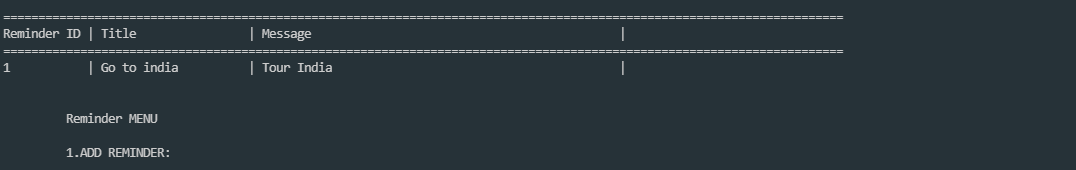 ========================================================================================================================
Reminder ID | Title                | Message                                            |
========================================================================================================================
1           | Go to india          | Tour India                                         |
Reminder MENU
1.ADD REMINDER: